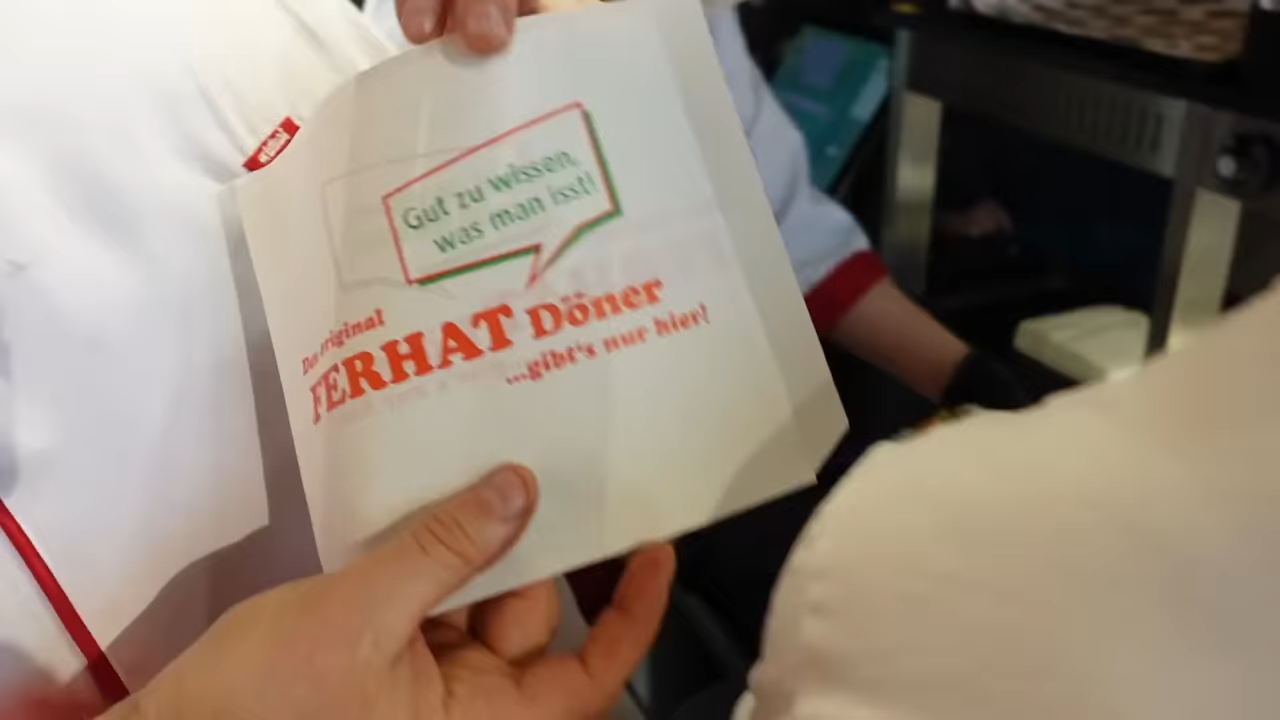 Gut zu wissen,
was man isst!
Das original
FERHAT Döner
...gibt's nur hier!